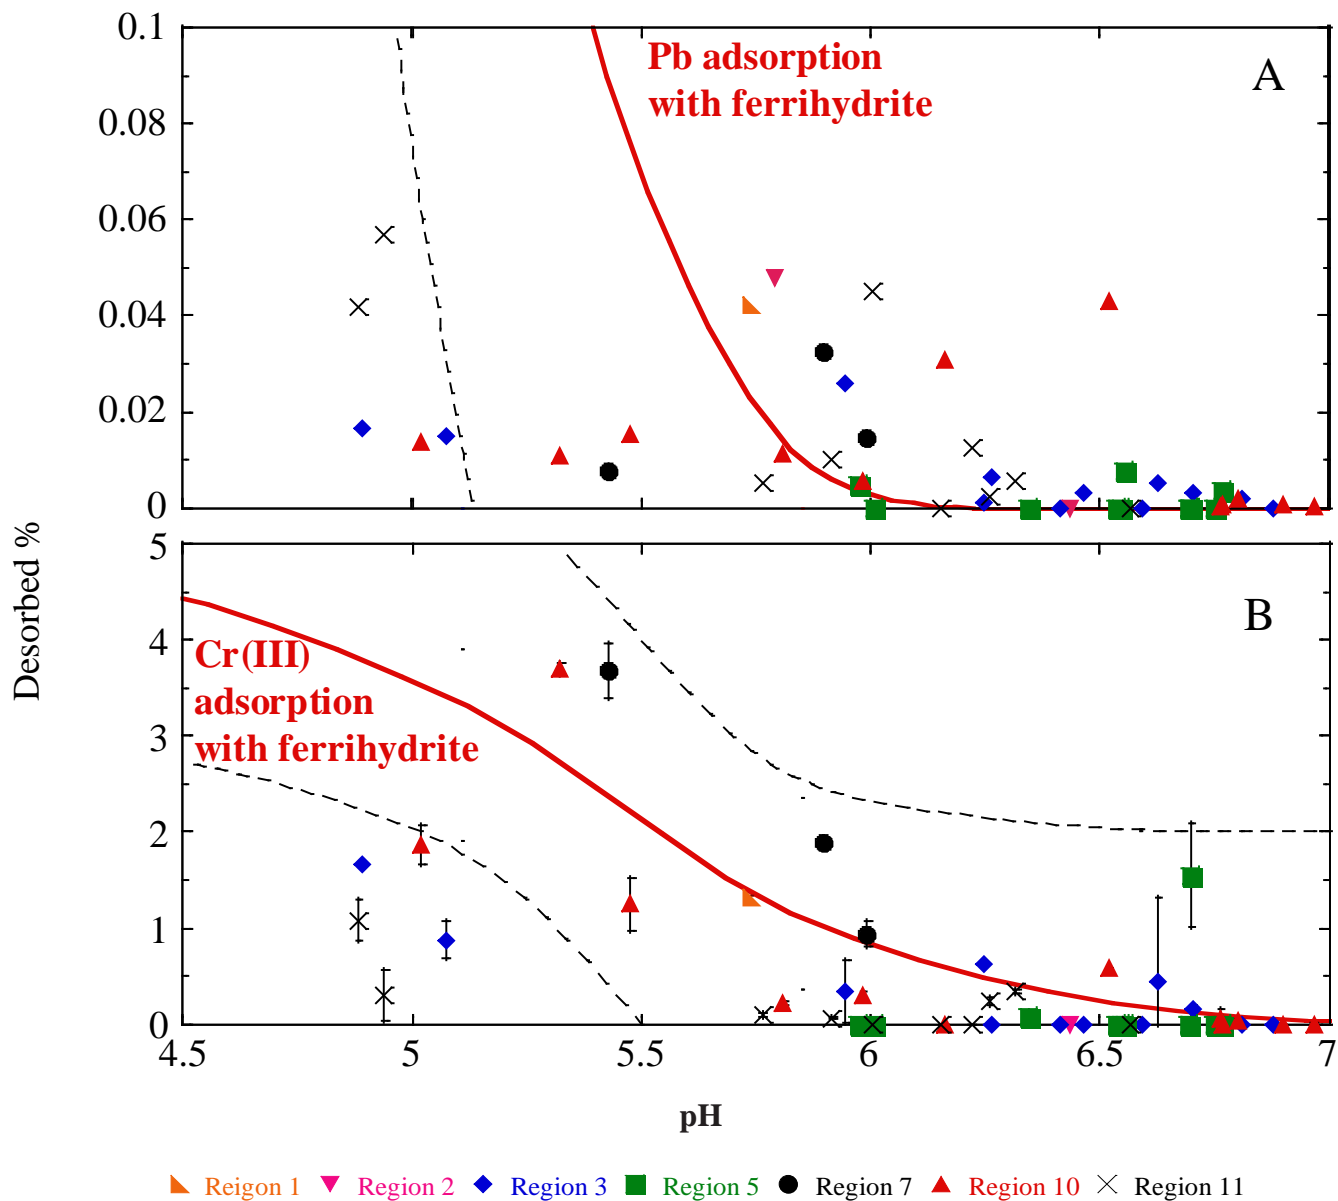 0.1
Pb adsorption
with ferrihydrite
A
0.08
0.06
0.04
0.02
0
Desorbed %
5
B
4
Cr(III)
adsorption
with ferrihydrite
3
2
1
0
4.5 5 5.5 6 6.5 7
pH
Reigon 1 Region 2 Region 3 Region 5 Region 7 Region 10 Region 11